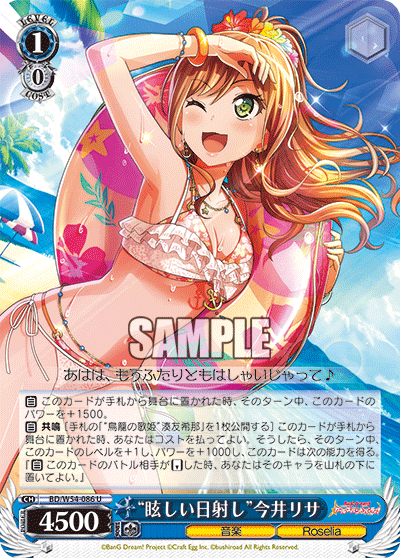 LEVEL
1
0
COST
SAMPLE
あはは、もうふたりともはしゃいじゃって♪
自 このカードが手札から舞台に置かれた時、そのターン中、このカードの
パワーを+1500。
自 共鳴 [手札の「“鳥籠の歌姫”湊友希那」を1枚公開する] このカードが手札
から舞台に置かれた時、あなたはコストを払ってよい。そうしたら、そのターン中、
このカードのレベルを+1し、パワーを+1000し、このカードは次の能力を得る。
『自 このカードのバトル相手が【】した時、あなたはそのキャラを山札の下に
置いてよい。』
CH BD/W54-086 U
POWER
4500
“眩しい日射し”今井リサ
音楽
Roselia
©BanG Dream! Project ©Craft Egg Inc. ©bushiroad All Rights Reserved.